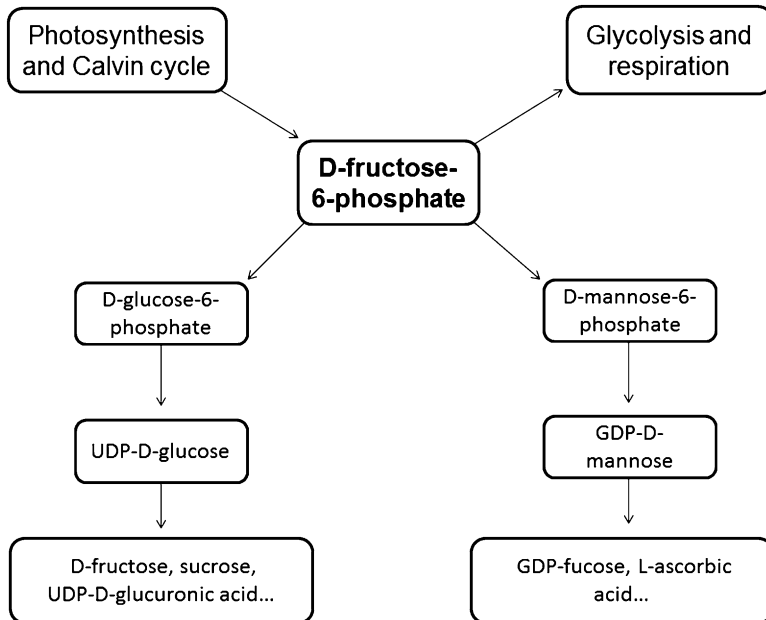 Photosynthesis
and Calvin cycle
Glycolysis and
respiration
D-fructose-
6-phosphate
D-glucose-6-
phosphate
D-mannose-6-
phosphate
UDP-D-glucose
GDP-D-
mannose
D-fructose, sucrose,
UDP-D-glucuronic acid...
GDP-fucose, L-ascorbic
acid...